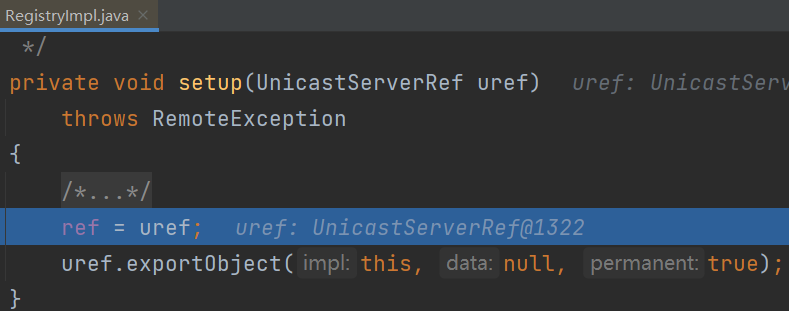 RegistryImpl.java ×
*/
private void setup(UnicastServerRef uref) uref: UnicastServ
throws RemoteException
{
/*...*/
ref = uref; uref: UnicastServerRef@1322
uref.exportObject( impl: this, data: null, permanent: true);
}